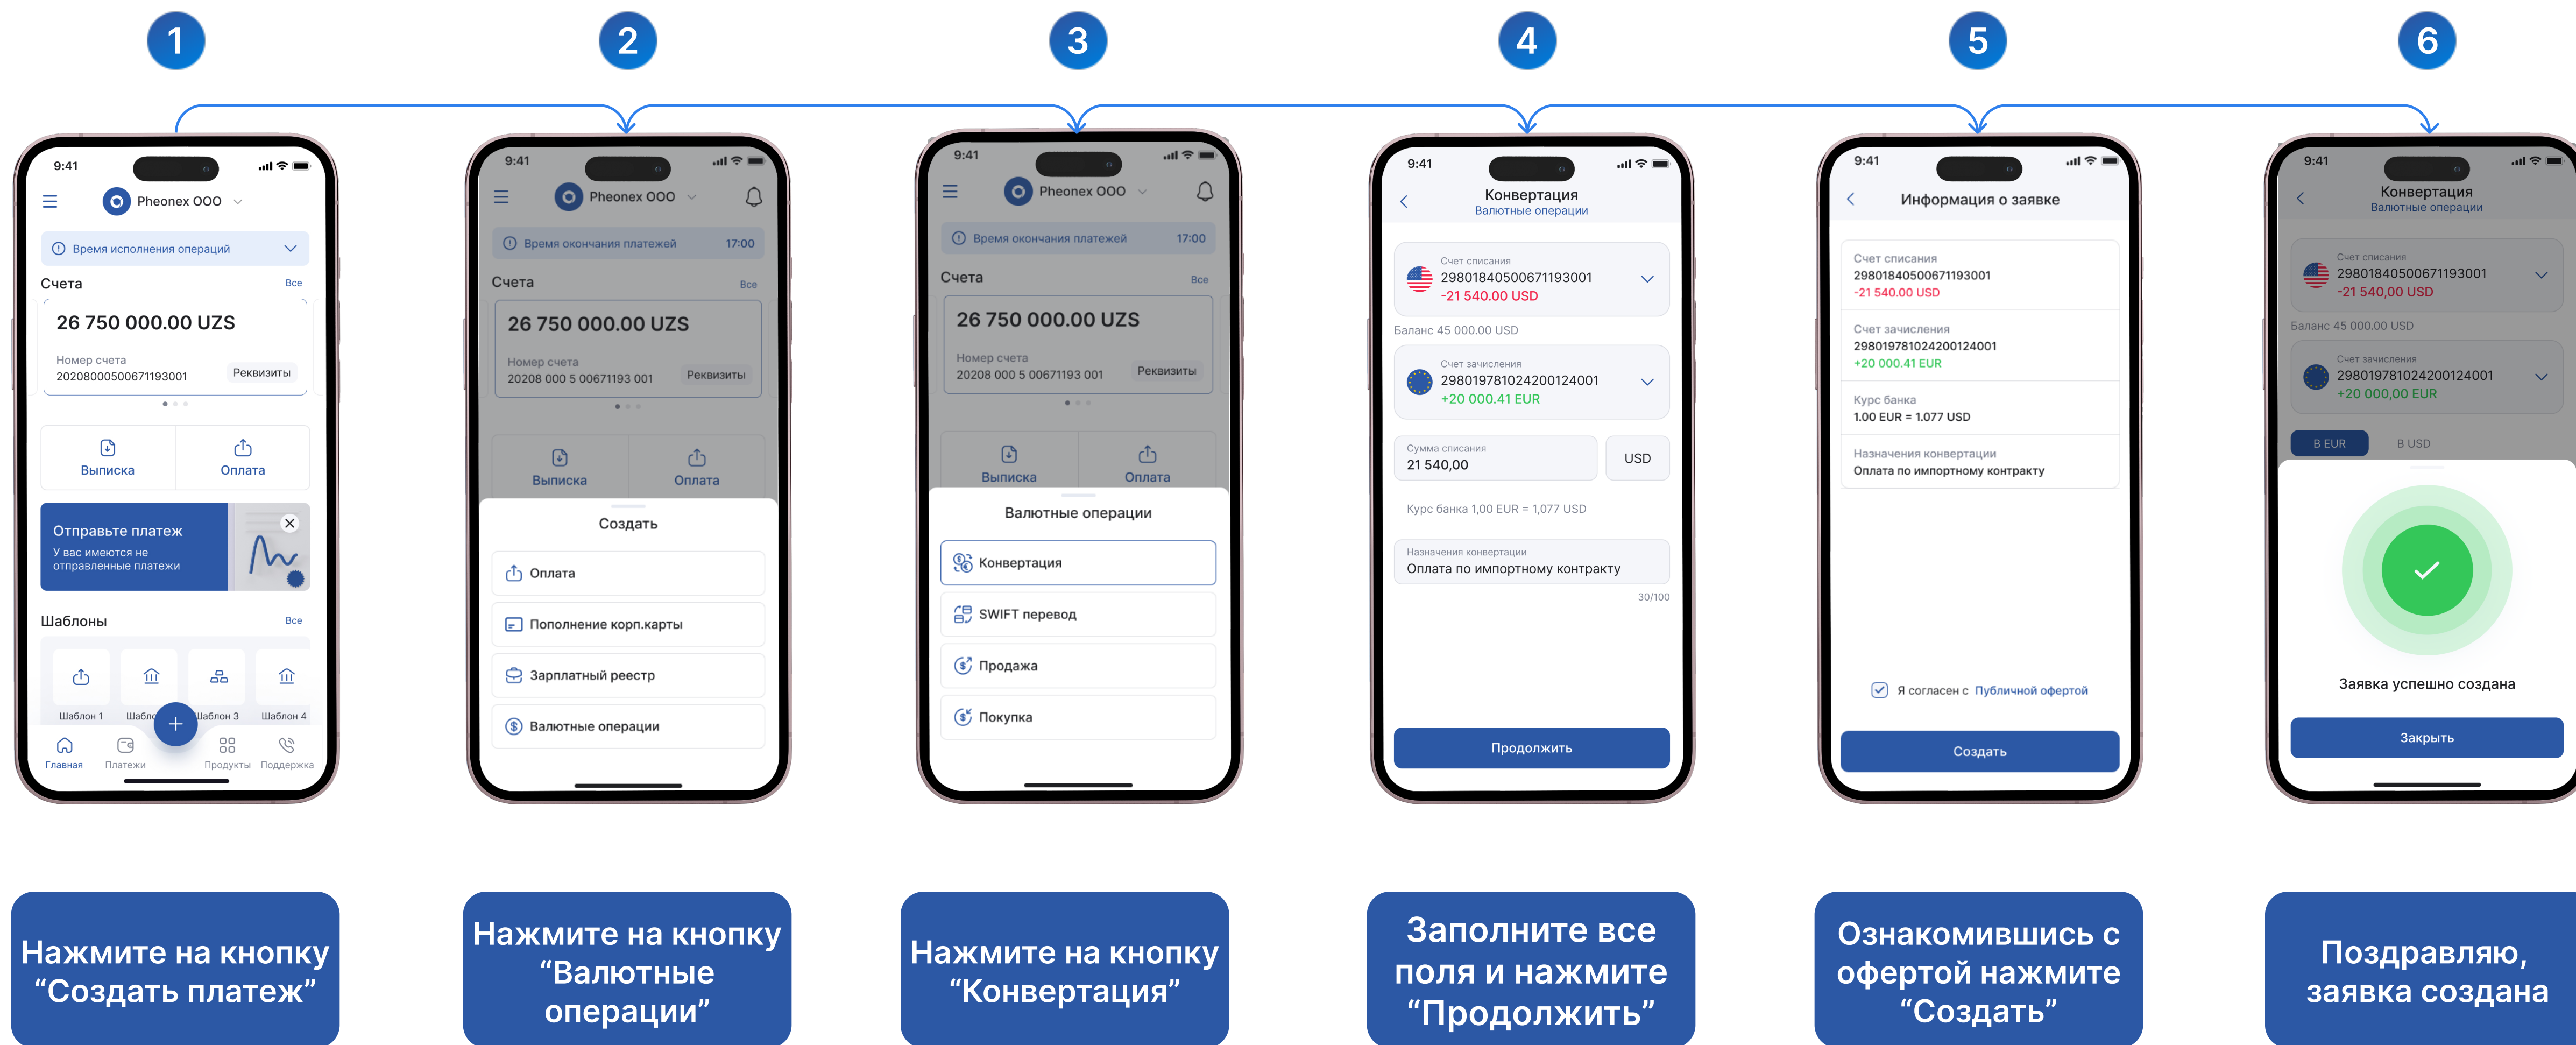 1
2
3
4
5
6
9:41
Pheonex OOO
Время исполнения операций
Счета
Все
26 750 000.00 UZS
Номер счета
20208000500671193001
Реквизиты
Выписка
Оплата
Отправьте платеж
У вас имеются не
отправленные платежи
Шаблоны
Все
Шаблон 1
Шабло
Шаблон 3
Шаблон 4
Главная
Платежи
Продукты
Поддержка
Нажмите на кнопку
“Создать платеж”
9:41
Pheonex OOO
Время окончания платежей
17:00
Счета
Все
26 750 000.00 UZS
Номер счета
20208 000 5 00671193 001
Реквизиты
Выписка
Оплата
Создать
Оплата
Пополнение корп.карты
Зарплатный реестр
Валютные операции
Нажмите на кнопку
“Валютные
операции”
9:41
Pheonex OOO
Время окончания платежей
17:00
Счета
Все
26 750 000.00 UZS
Номер счета
20208 000 5 00671193 001
Реквизиты
Выписка
Оплата
Валютные операции
Конвертация
SWIFT перевод
Продажа
Покупка
Нажмите на кнопку
“Конвертация”
9:41
Конвертация
Валютные операции
Счет списания
29801840500671193001
-21 540.00 USD
Баланс 45 000.00 USD
Счет зачисления
298019781024200124001
+20 000.41 EUR
Сумма списания
21 540,00
USD
Курс банка 1,00 EUR = 1,077 USD
Назначения конвертации
Оплата по импортному контракту
30/100
Продолжить
Заполните все
поля и нажмите
“Продолжить”
9:41
Информация о заявке
Счет списания
29801840500671193001
-21 540.00 USD
Счет зачисления
298019781024200124001
+20 000.41 EUR
Курс банка
1.00 EUR = 1.077 USD
Назначения конвертации
Оплата по импортному контракту
Я согласен с Публичной офертой
Создать
Ознакомившись с
офертой нажмите
“Создать”
9:41
Конвертация
Валютные операции
Счет списания
29801840500671193001
-21 540,00 USD
Баланс 45 000.00 USD
Счет зачисления
298019781024200124001
+20 000,00 EUR
В EUR
В USD
Заявка успешно создана
Закрыть
Поздравляю,
заявка создана